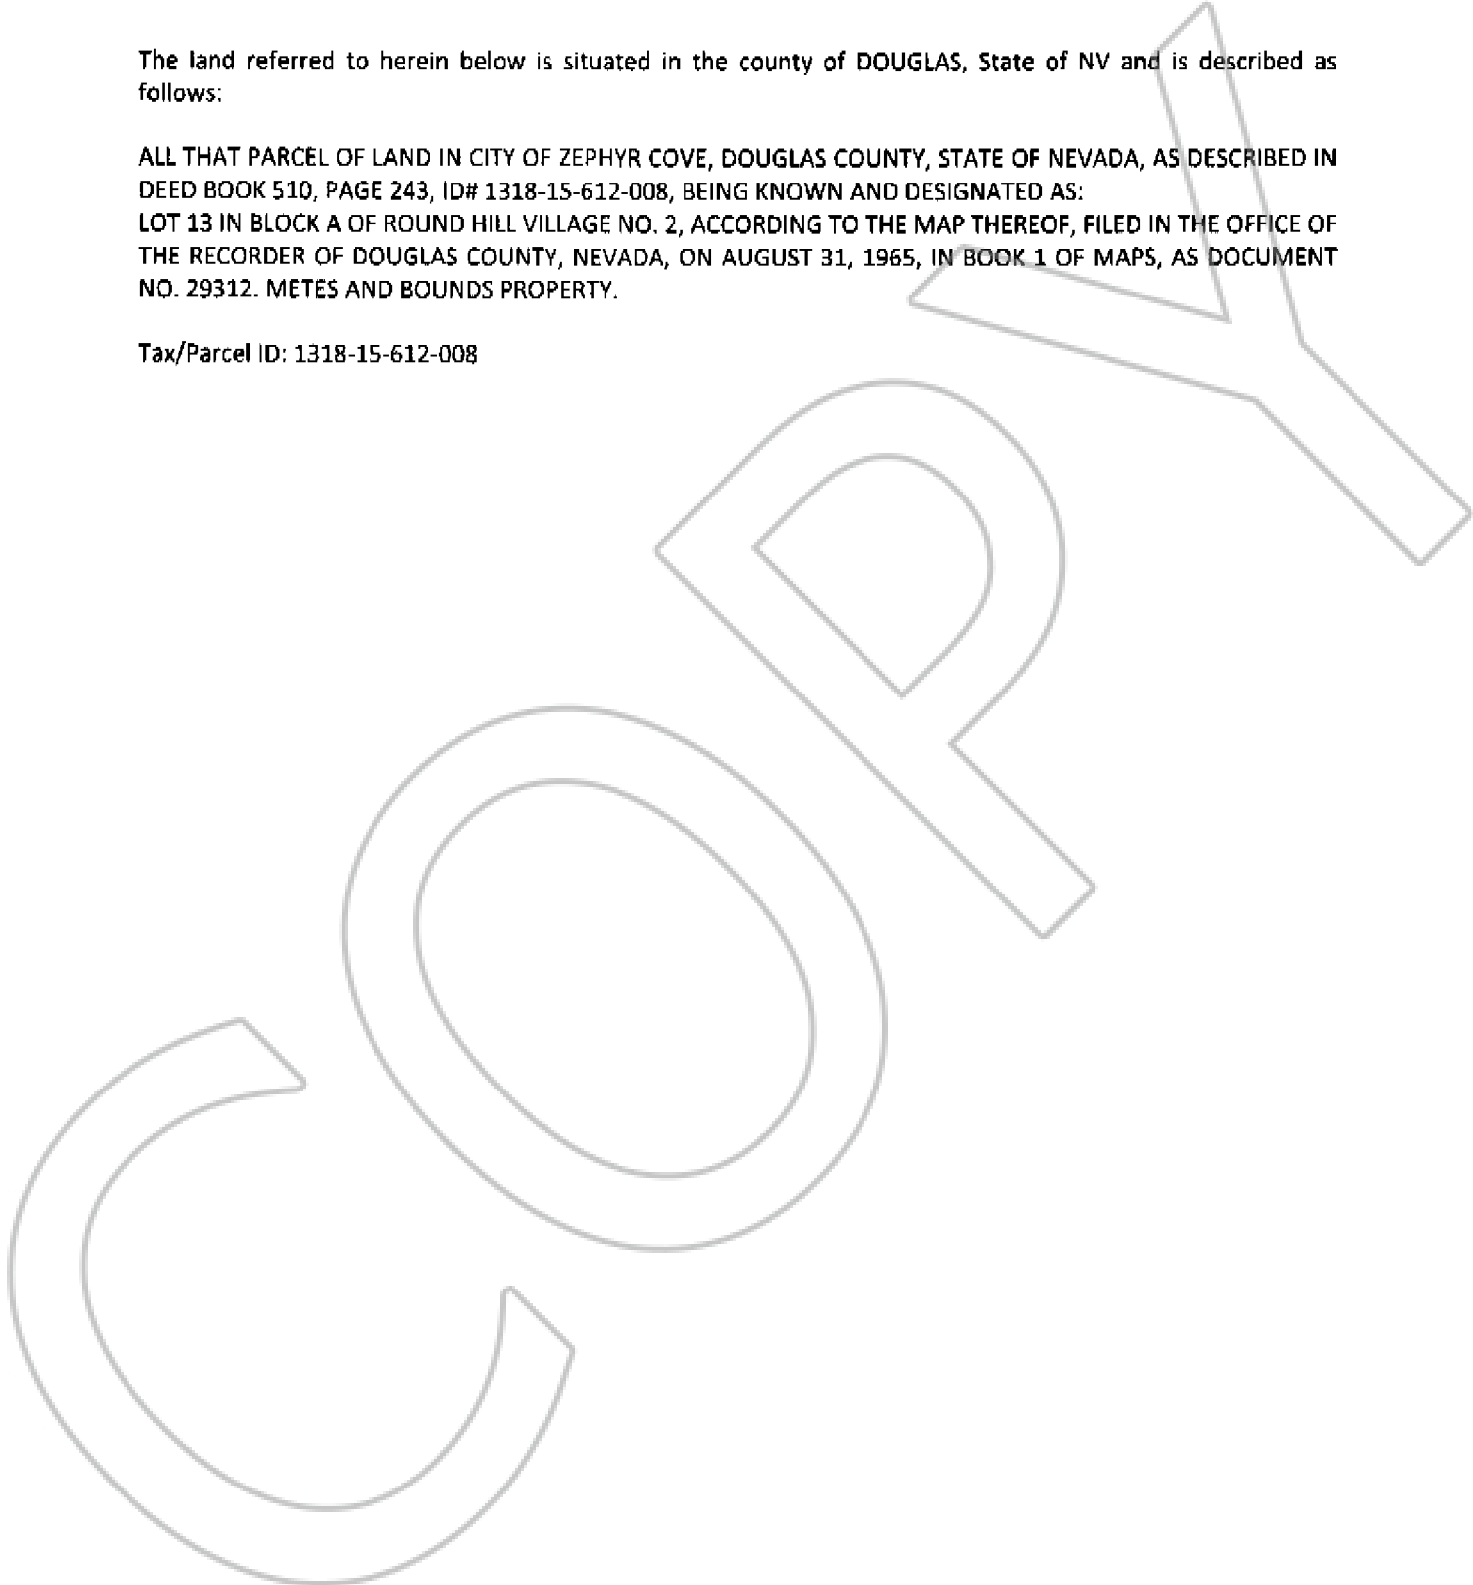 The land referred to herein below is situated in the county of DOUGLAS, State of NV and is described as
follows:
ALL THAT PARCEL OF LAND IN CITY OF ZEPHYR COVE, DOUGLAS COUNTY, STATE OF NEVADA, AS DESCRIBED IN
DEED BOOK 510, PAGE 243, ID# 1318-15-612-008, BEING KNOWN AND DESIGNATED AS:
LOT 13 IN BLOCK A OF ROUND HILL VILLAGE NO. 2, ACCORDING TO THE MAP THEREOF, FILED IN THE OFFICE OF
THE RECORDER OF DOUGLAS COUNTY, NEVADA, ON AUGUST 31, 1965, IN BOOK 1 OF MAPS, AS DOCUMENT
NO. 29312. METES AND BOUNDS PROPERTY.
Tax/Parcel ID: 1318-15-612-008
COPY